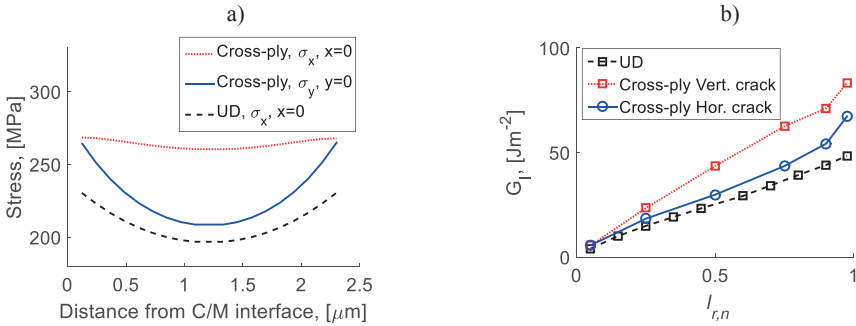 a)
Cross-ply, σx, x=0
Cross-ply, σy, y=0
UD, σx, x=0
Stress, [MPa]
300
250
200
0
0.5
1
1.5
2
2.5
Distance from C/M interface, [μm]
b)
UD
Cross-ply Vert. crack
Cross-ply Hor. crack
GI, [Jm-2]
100
50
0
0
0.5
1
lr,n